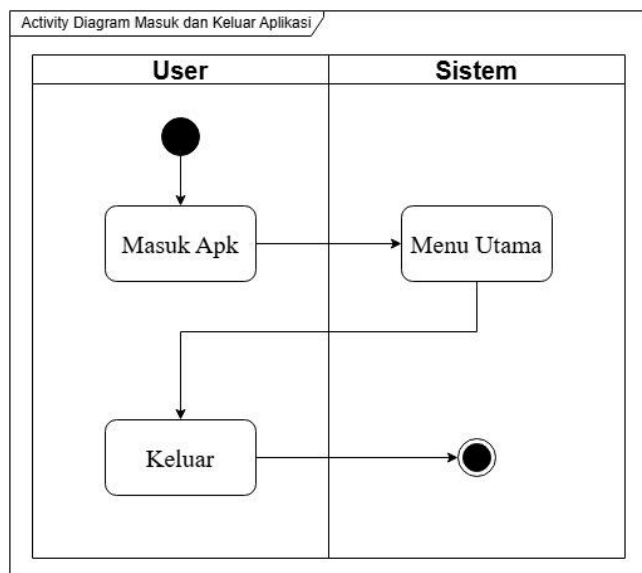 Activity Diagram Masuk dan Keluar Aplikasi
User
Sistem
Masuk Apk
Menu Utama
Keluar